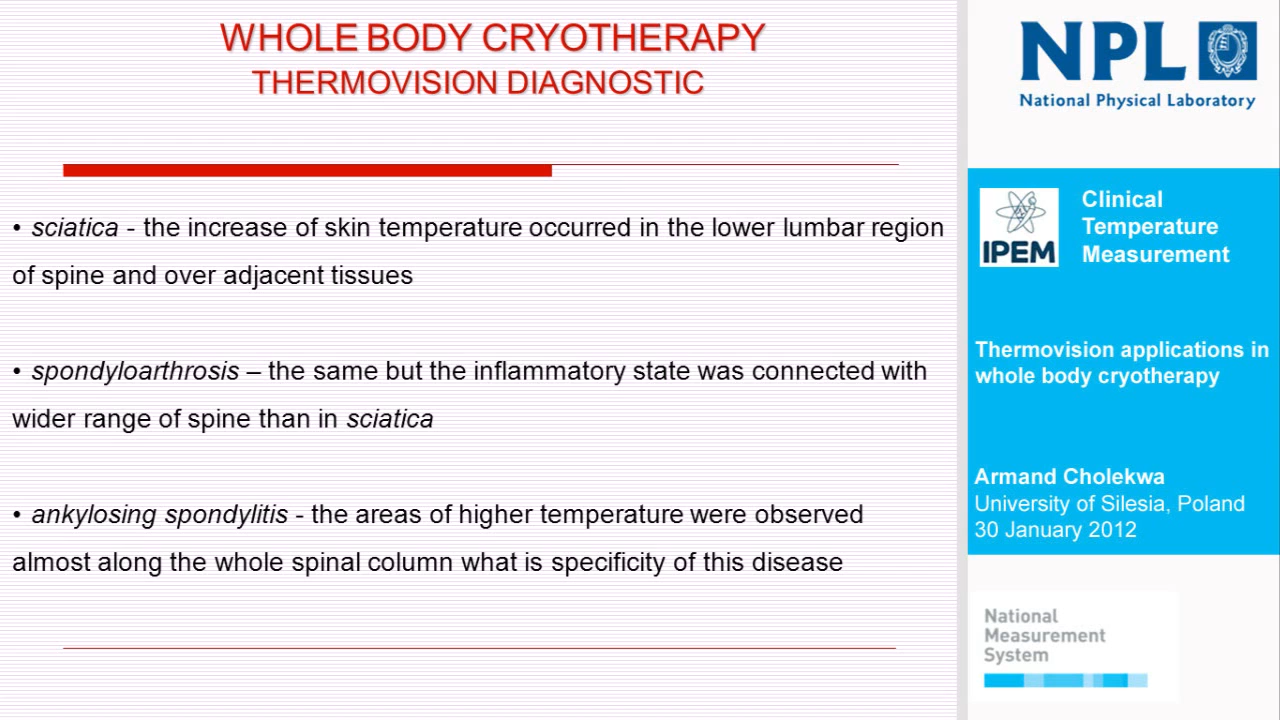 WHOLE BODY CRYOTHERAPY
THERMOVISION DIAGNOSTIC
• sciatica - the increase of skin temperature occurred in the lower lumbar region
of spine and over adjacent tissues
• spondyloarthrosis – the same but the inflammatory state was connected with
wider range of spine than in sciatica
• ankylosing spondylitis - the areas of higher temperature were observed
almost along the whole spinal column what is specificity of this disease
NPL
National Physical Laboratory
IPEM
Clinical
Temperature
Measurement
Thermovision applications in
whole body cryotherapy
Armand Cholekwa
University of Silesia, Poland
30 January 2012
National
Measurement
System